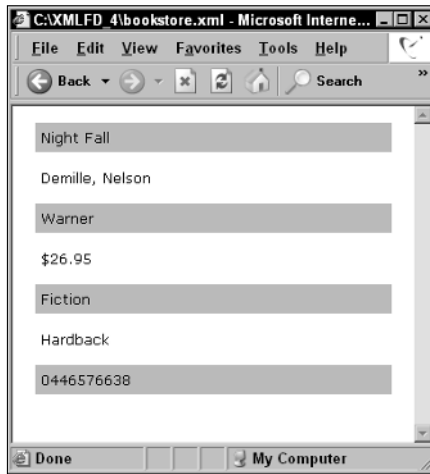 C:\XMLFD_4\bookstore.xml - Microsoft Interne...
File Edit View Favorites Tools Help
Back Search »
Night Fall
Demille, Nelson
Warner
$26.95
Fiction
Hardback
0446576638
Done My Computer